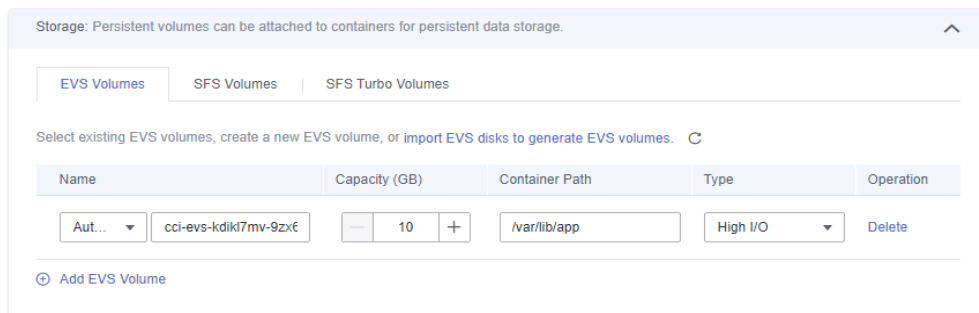 Storage: Persistent volumes can be attached to containers for persistent data storage.
EVS Volumes SFS Volumes SFS Turbo Volumes
Select existing EVS volumes, create a new EVS volume, or import EVS disks to generate EVS volumes.
Name Capacity (GB) Container Path Type Operation
Aut... cci-evs-kdikl7mv-9zx6 10 /var/lib/app High I/O Delete
Add EVS Volume